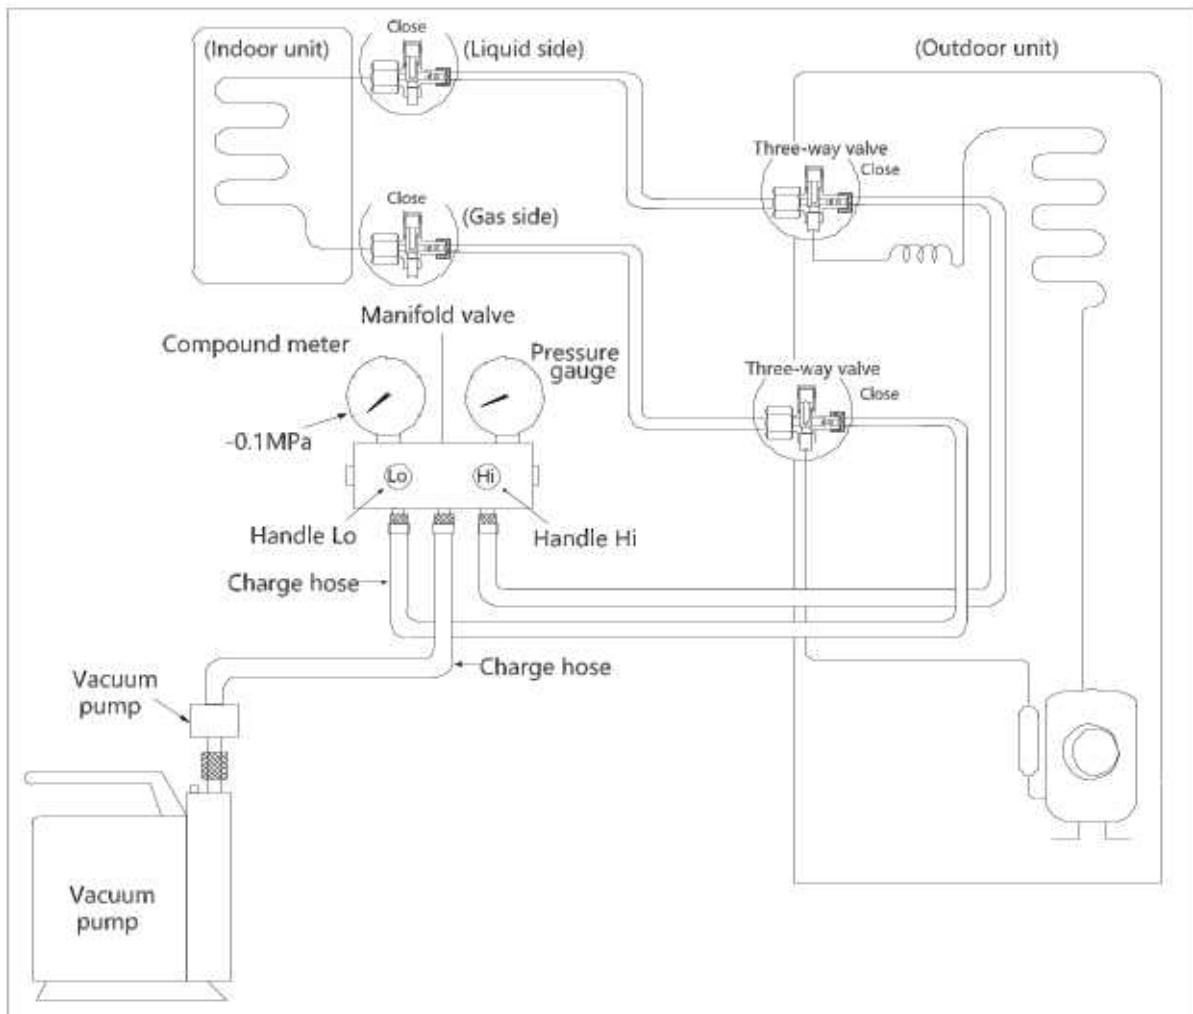 Close
(Indoor unit)
(Liquid side)
(Outdoor unit)
Three-way valve
Close
Close
(Gas side)
Manifold valve
Compound meter
Pressure
gauge
Three-way valve
Close
-0.1MPa
Lo
Hi
Handle Lo
Handle Hi
Charge hose
Charge hose
Vacuum
pump
Vacuum
pump